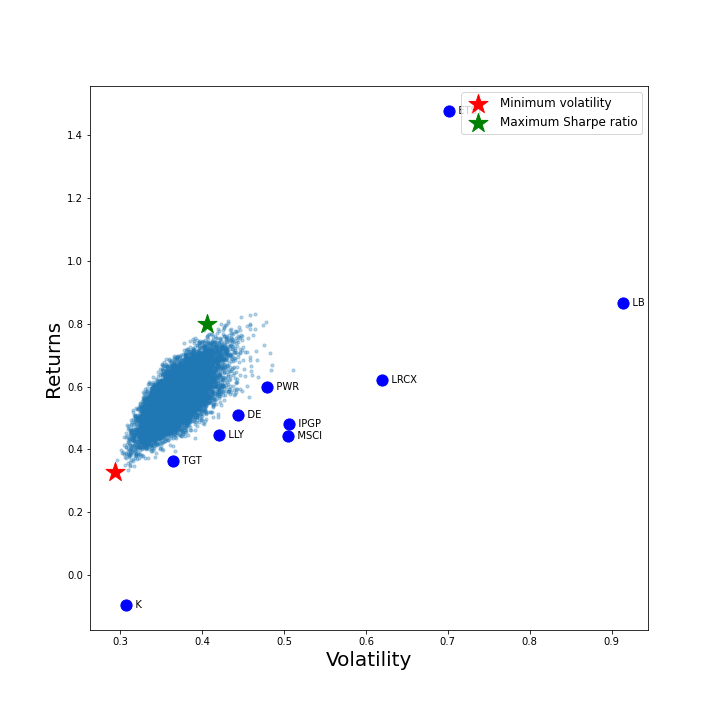 Minimum volatility
Maximum Sharpe ratio
1.4
1.2
1.0
LB
0.8
LRCX
PWR
0.6
DE
IPGP
LLY
MSCI
0.4
TGT
0.2
0.0
K
0.3 0.4 0.5 0.6 0.7 0.8 0.9
Volatility
Returns